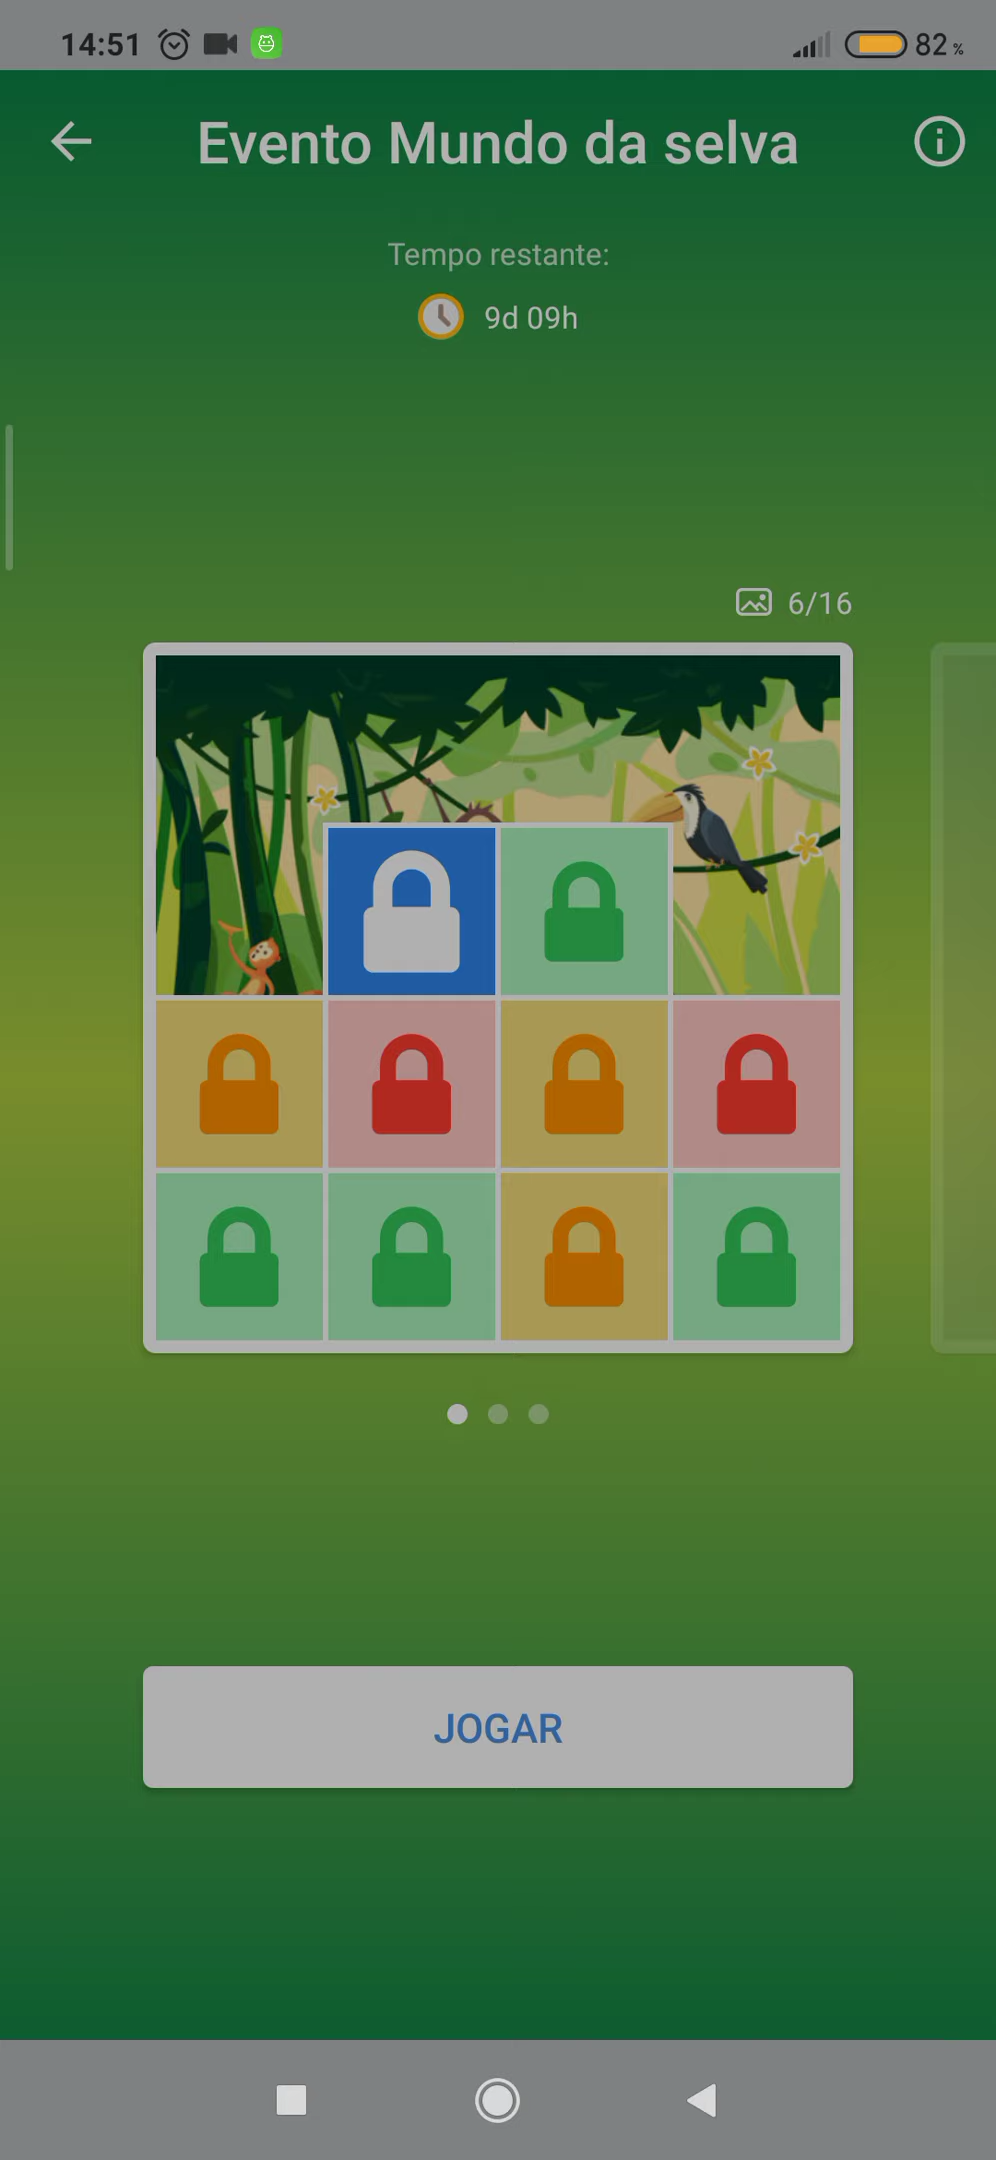 14:51
82 %
Evento Mundo da selva
Tempo restante:
9d 09h
6/16
JOGAR